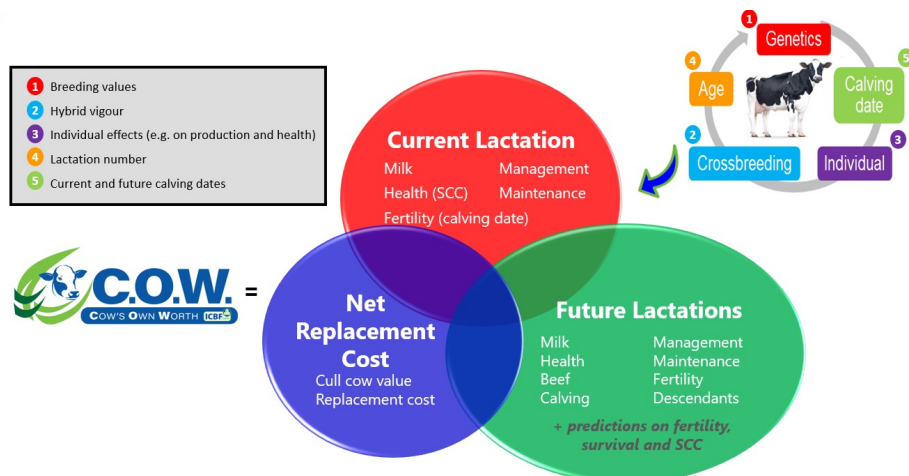 1 Breeding values
2 Hybrid vigour
3 Individual effects (e.g. on production and health)
4 Lactation number
5 Current and future calving dates
1
Genetics
5
Calving
date
3
Individual
2
Crossbreeding
4
Age
Current Lactation
Milk Management
Health (SCC) Maintenance
Fertility (calving date)
C.O.W.
COW'S OWN WORTH ICBF
=
Net
Replacement
Cost
Cull cow value
Replacement cost
Future Lactations
Milk Management
Health Maintenance
Beef Fertility
Calving Descendants
+ predictions on fertility,
survival and SCC